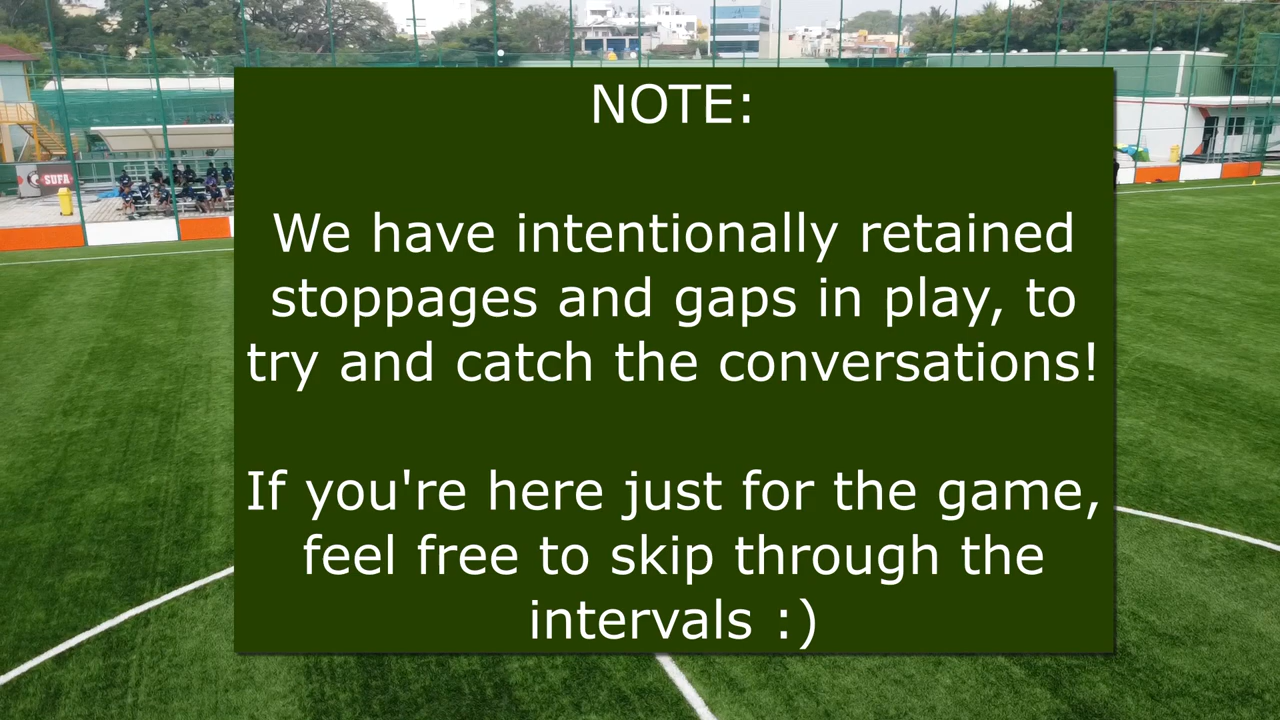 NOTE:
We have intentionally retained
stoppages and gaps in play, to
try and catch the conversations!
If you're here just for the game,
feel free to skip through the
intervals :)
SUFA